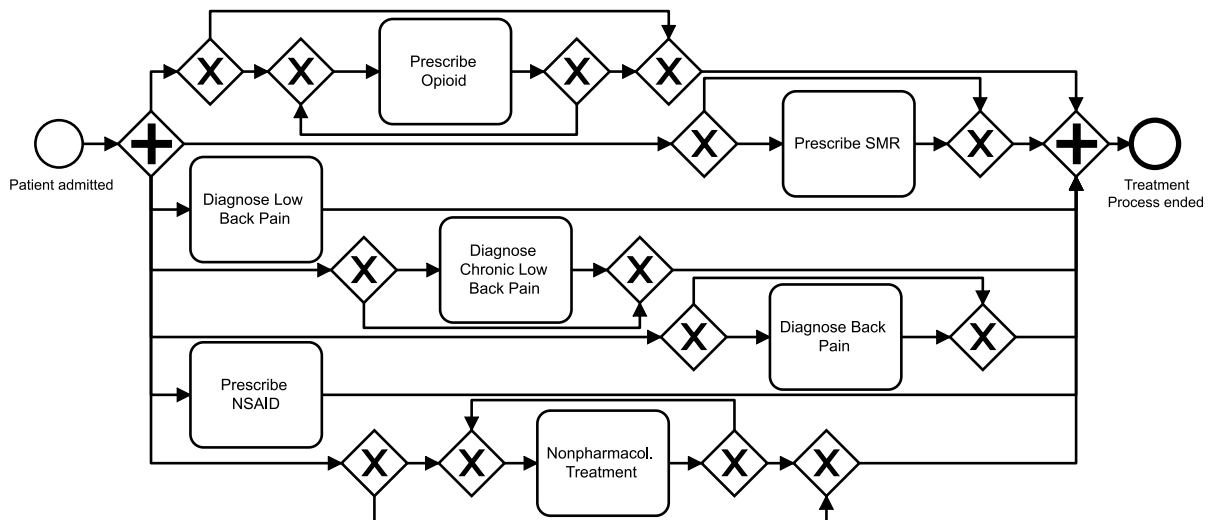 Prescribe
Opioid
Prescribe SMR
Patient admitted
Treatment
Process ended
Diagnose Low
Back Pain
Diagnose
Chronic Low
Back Pain
Diagnose Back
Pain
Prescribe
NSAID
Nonpharmacol.
Treatment